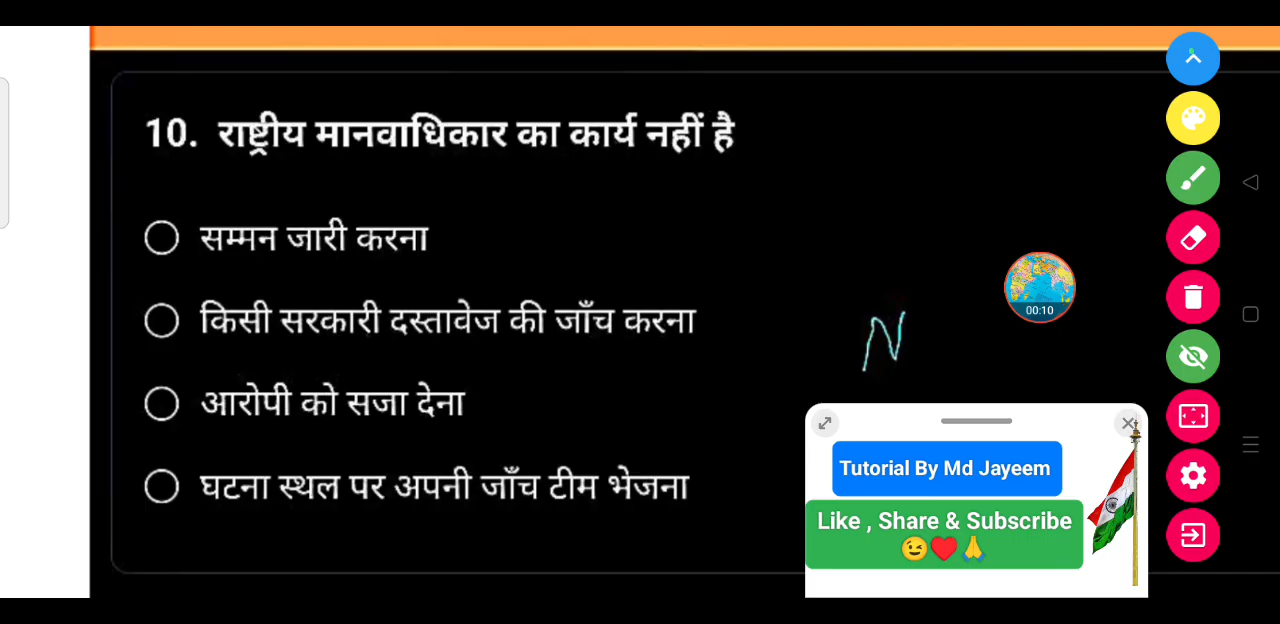 10. राष्ट्रीय मानवाधिकार का कार्य नहीं है
सम्मन जारी करना
किसी सरकारी दस्तावेज की जाँच करना
आरोपी को सजा देना
घटना स्थल पर अपनी जाँच टीम भेजना
N
00:10
Tutorial By Md Jayeem
Like , Share & Subscribe
😉❤️🙏